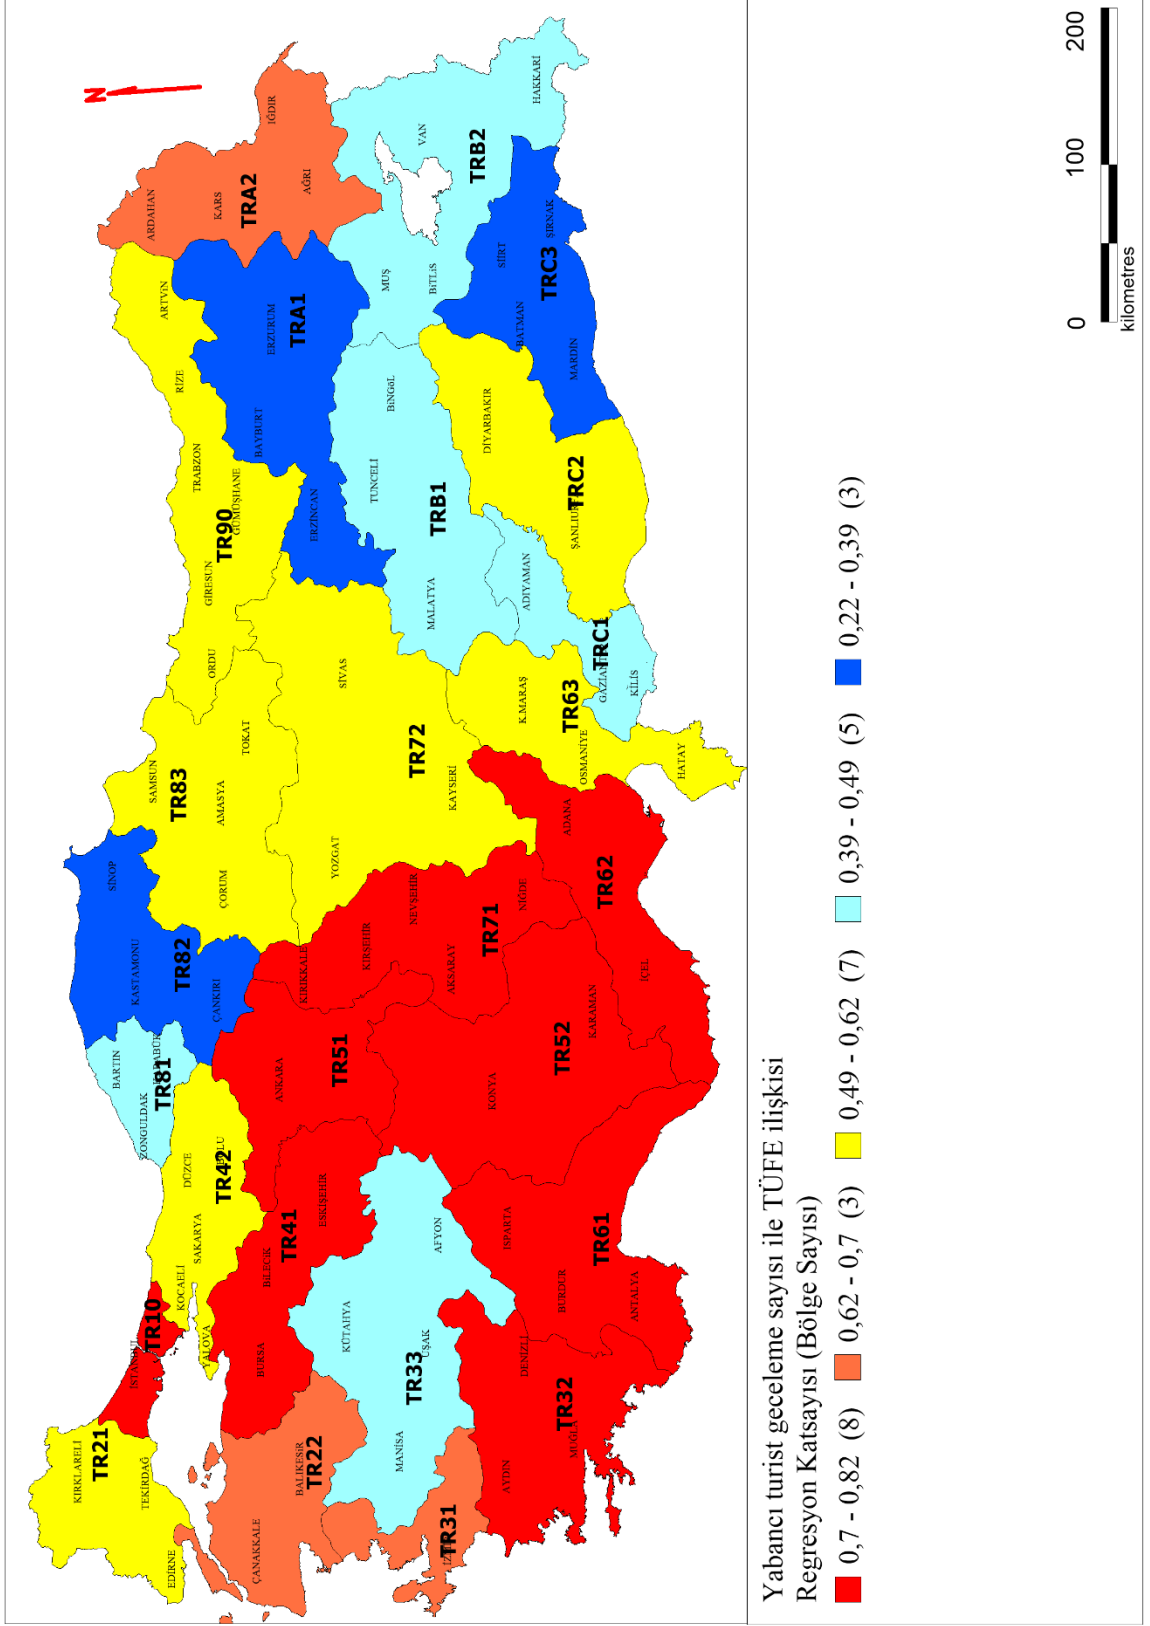 N
KIRKLARELİ
TR21
TEKİRDAĞ
EDİRNE
İSTANBUL
TR10
KOCAELİ
YALOVA
SAKARYA
DÜZCE
TR42
ZONGULDAK
BARTIN
TR81
KASTAMONU
SİNOP
TR82
ÇANKIRI
SAMSUN
TR83
TOKAT
AMASYA
ÇORUM
ORDU
GİRESUN
TR90
GÜMÜŞHANE
TRABZON
RİZE
ARTVİN
ARDAHAN
KARS
TRA2
IĞDIR
AĞRI
ERZURUM
TRA1
BAYBURT
ERZİNCAN
ÇANAKKALE
BALIKESİR
TR22
BURSA
BİLECİK
TR41
ESKİŞEHİR
ANKARA
TR51
KIRIKKALE
KIRŞEHİR
YOZGAT
SİVAS
TR72
KAYSERİ
NEVŞEHİR
TR71
AKSARAY
NİĞDE
TR31
MANİSA
TR33
UŞAK
KÜTAHYA
AFYON
AYDIN
TR32
MUĞLA
DENİZLİ
ISPARTA
BURDUR
TR61
ANTALYA
KONYA
TR52
KARAMAN
İÇEL
TR62
ADANA
K.MARAŞ
TR63
OSMANİYE
HATAY
MALATYA
TRB1
TUNCELİ
BİNGÖL
MUŞ
BİTLİS
VAN
TRB2
HAKKARİ
ADIYAMAN
TRC1
KİLİS
DİYARBAKIR
TRC2
SİİRT
ŞIRNAK
TRC3
BATMAN
MARDİN
Yabancı turist geceleme sayısı ile TÜFE ilişkisi
Regresyon Katsayısı (Bölge Sayısı)
0,7 - 0,82 (8) 0,62 - 0,7 (3) 0,49 - 0,62 (7) 0,39 - 0,49 (5) 0,22 - 0,39 (3)
0 100 200
kilometres